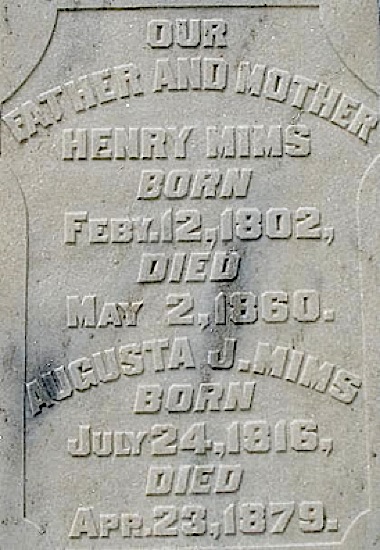 OUR
FATHER AND MOTHER
HENRY MIMS
BORN
FEBY.12,1802,
DIED
MAY 2,1860.
AUGUSTA J.MIMS
BORN
JULY 24,1816,
DIED
APR.23,1879.